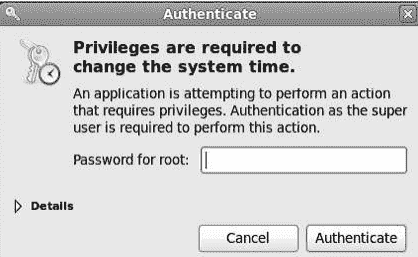 Authenticate
Privileges are required to
change the system time.
An application is attempting to perform an action
that requires privileges. Authentication as the super
user is required to perform this action.
Password for root:
Details
Cancel
Authenticate